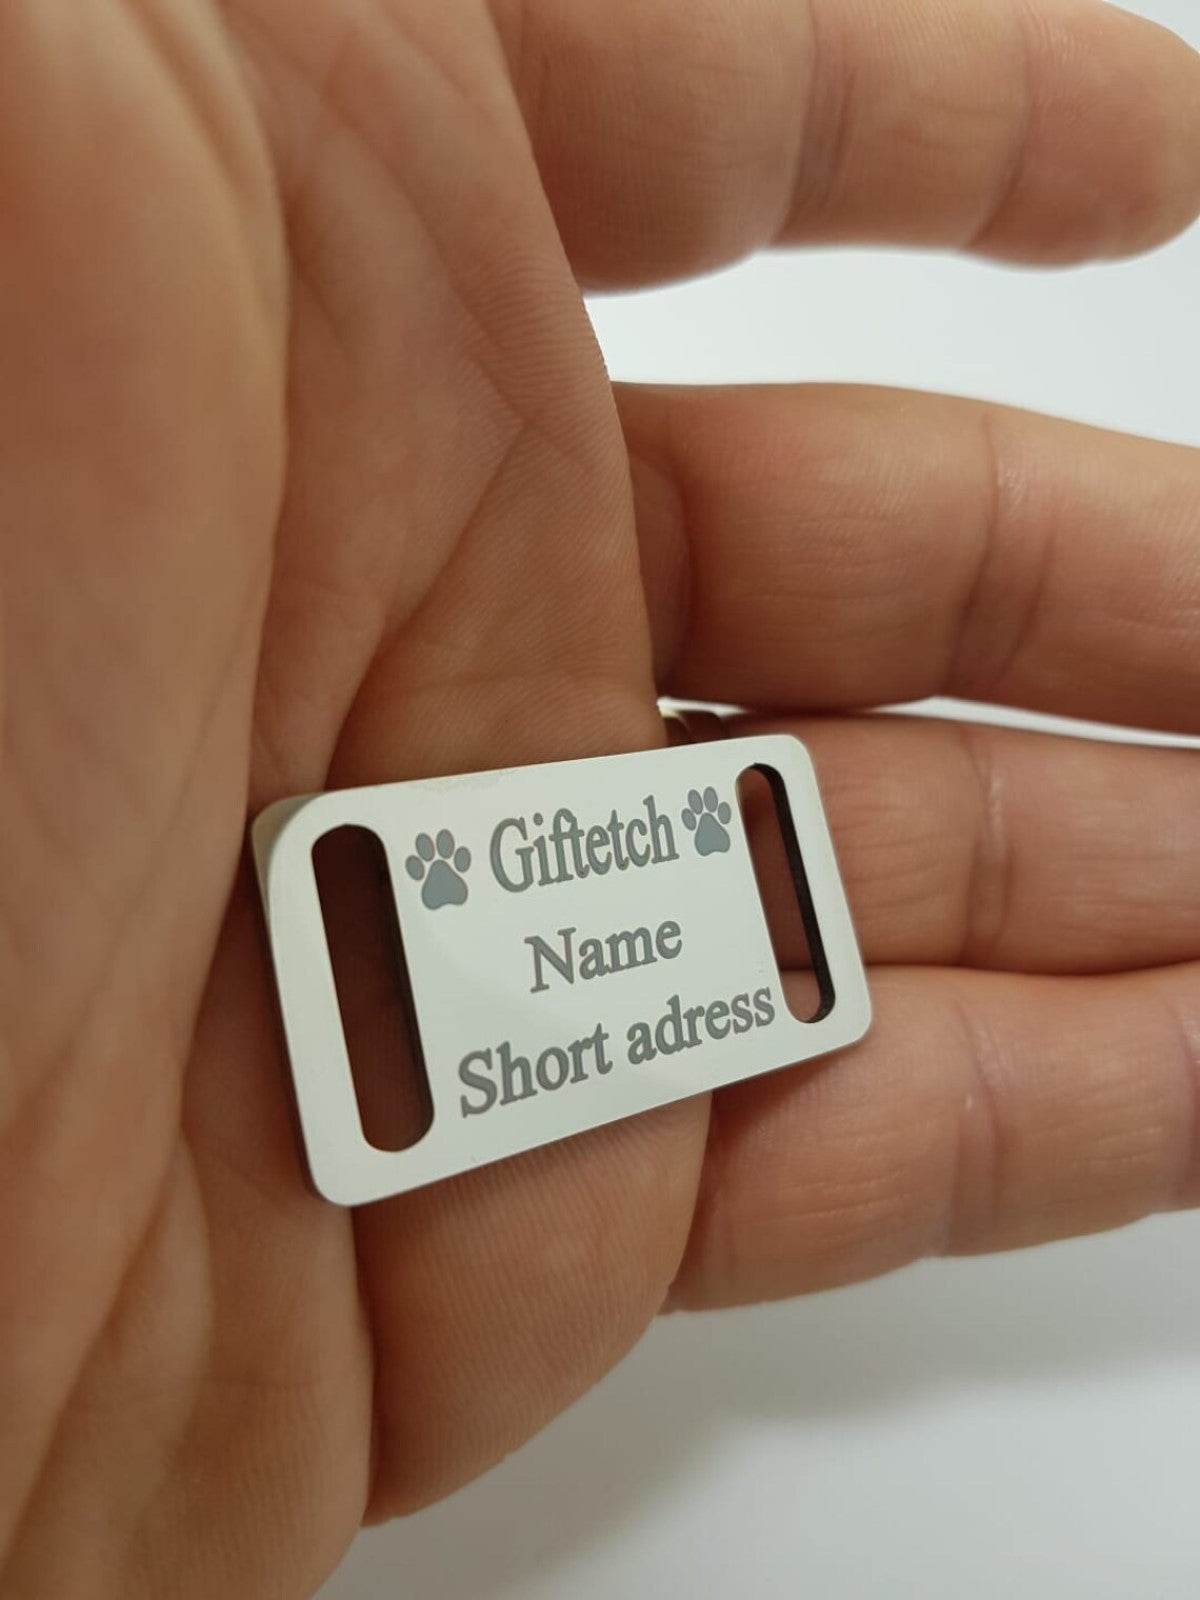 Giftetch
Name
Short adress